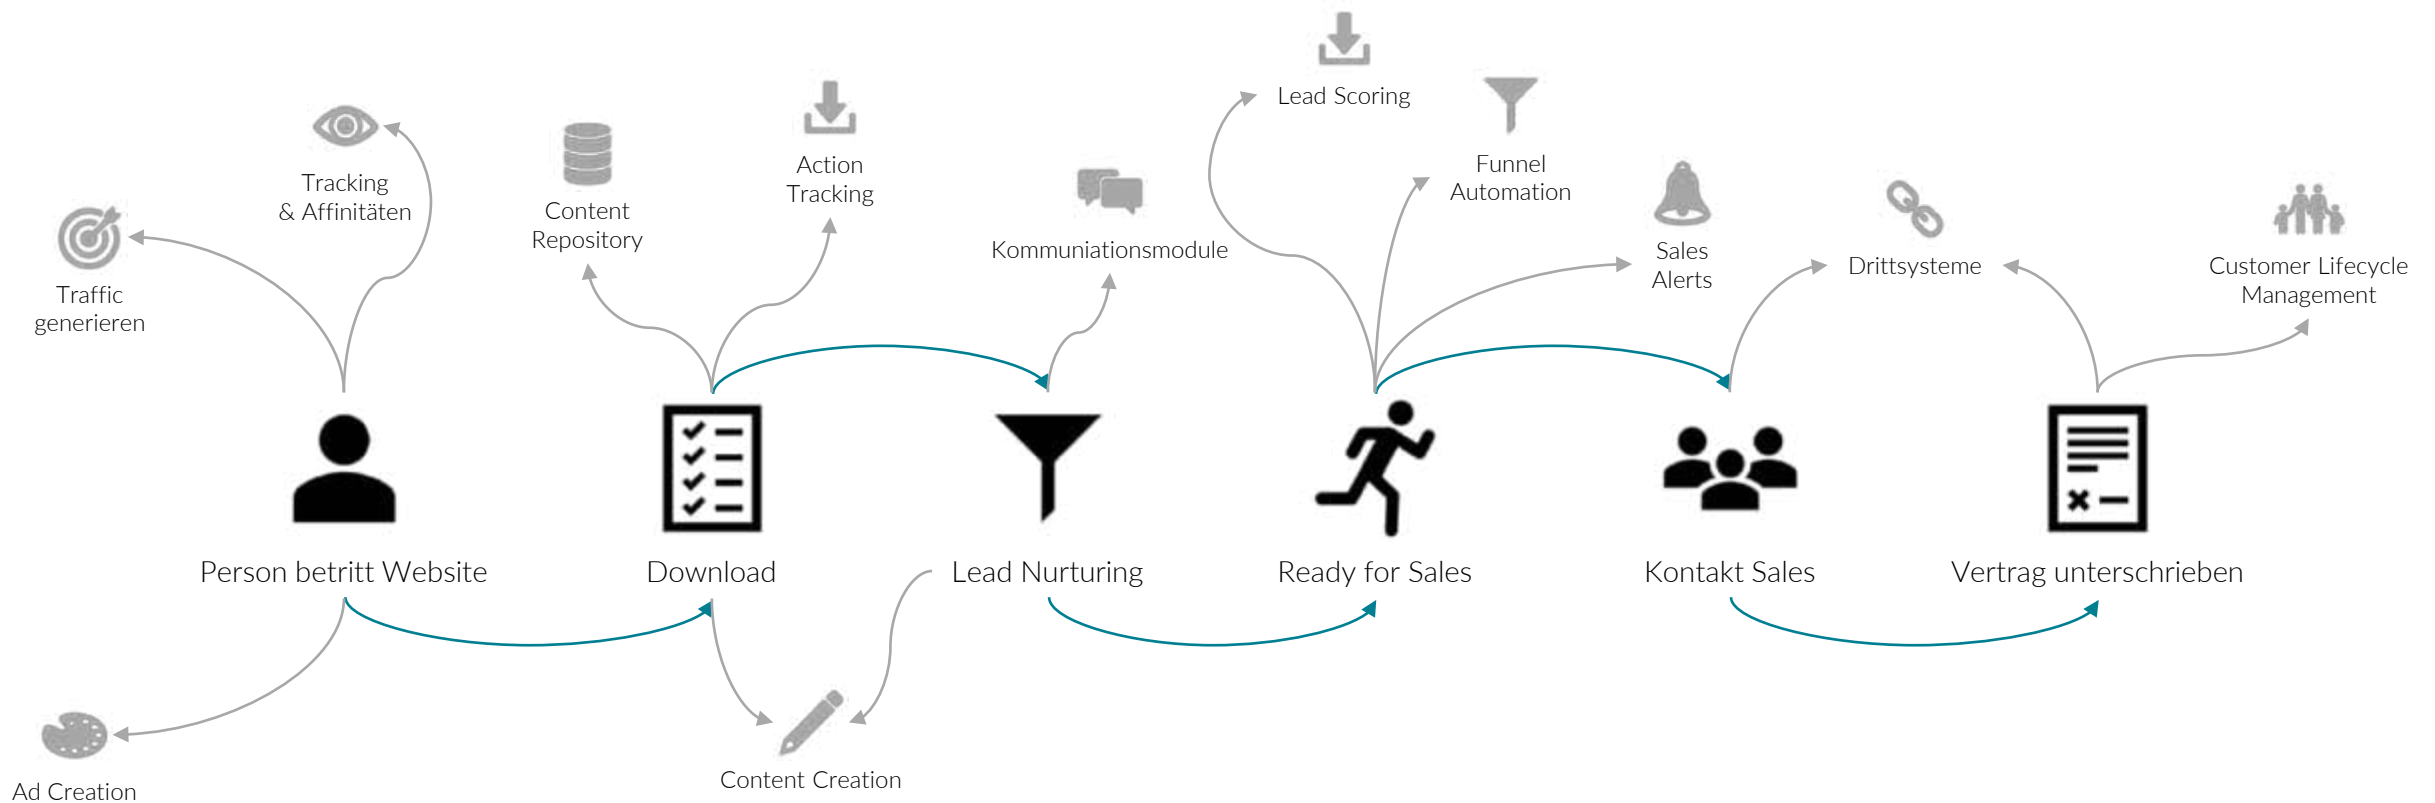 Lead Scoring
Funnel
Automation
Action
Tracking
Tracking
& Affinitäten
Content
Repository
Kommuniationsmodule
Sales
Alerts
Drittsysteme
Customer Lifecycle
Management
Traffic
generieren
Person betritt Website
Download
Lead Nurturing
Ready for Sales
Kontakt Sales
Vertrag unterschrieben
Content Creation
Ad Creation